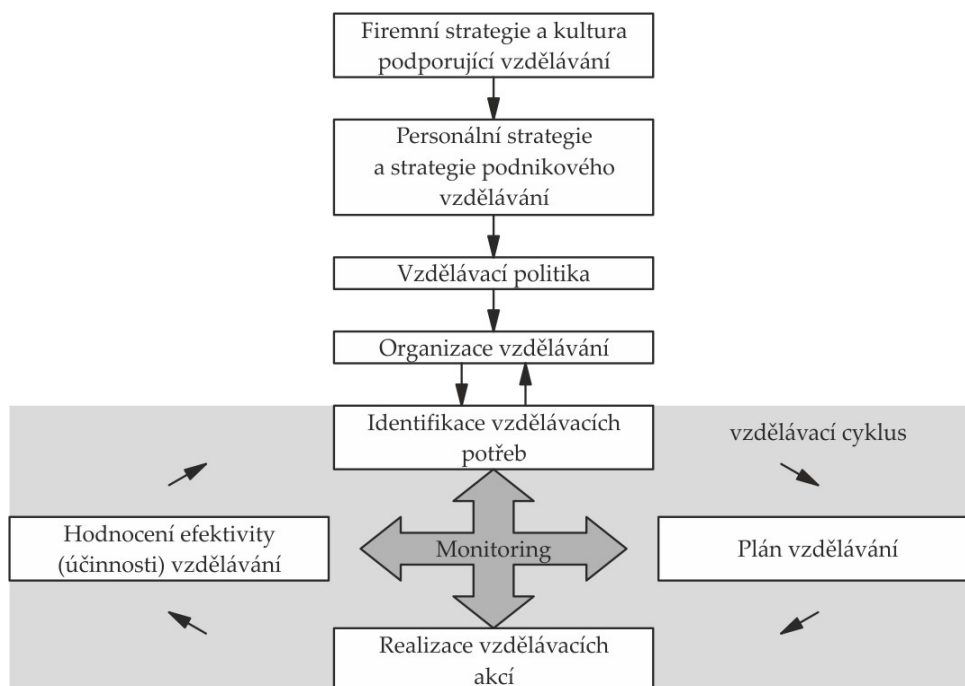 Firemní strategie a kultura
podporující vzdělávání
Personální strategie
a strategie podnikového
vzdělávání
Vzdělávací politika
Organizace vzdělávání
Identifikace vzdělávacích
potřeb
vzdělávací cyklus
Hodnocení efektivity
(účinnosti) vzdělávání
Monitoring
Plán vzdělávání
Realizace vzdělávacích
akcí